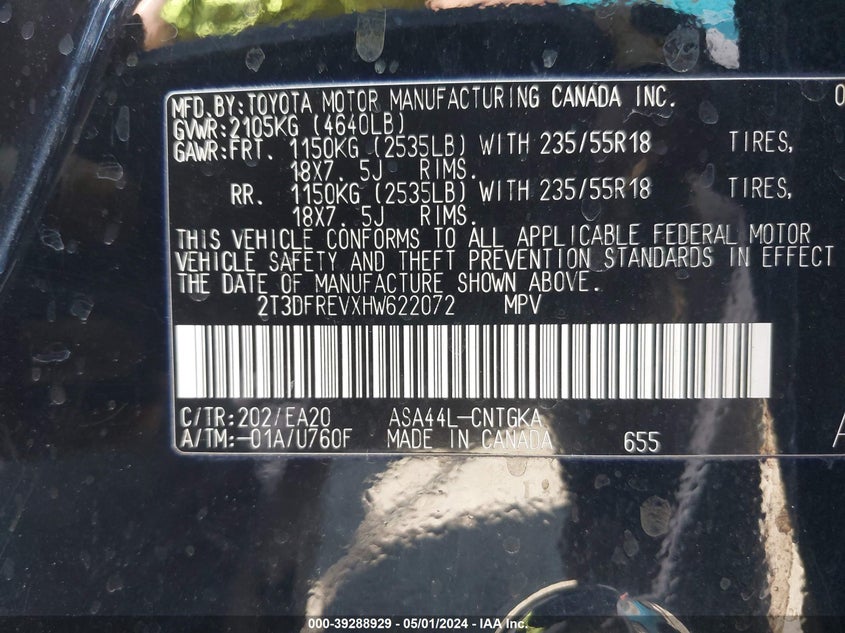 MFD. BY: TOYOTA MOTOR MANUFACTURING CANADA INC. 0
GVWR: 2105KG (4640LB)
GAWR: FRT. 1150KG (2535LB) WITH 235/55R18 TIRES,
18X7. 5J RIMS.
RR. 1150KG (2535LB) WITH 235/55R18 TIRES,
18X7. 5J RIMS.
THIS VEHICLE CONFORMS TO ALL APPLICABLE FEDERAL MOTOR
VEHICLE SAFETY AND THEFT PREVENTION STANDARDS IN EFFECT
THE DATE OF MANUFACTURE SHOWN ABOVE.
2T3DFREVXHW622072 MPV
C/TR: 202/EA20 ASA44L-CNTGKA
A/TM: -01A/U760F MADE IN CANADA 655 A
000-39288929 - 05/01/2024 - IAA Inc.